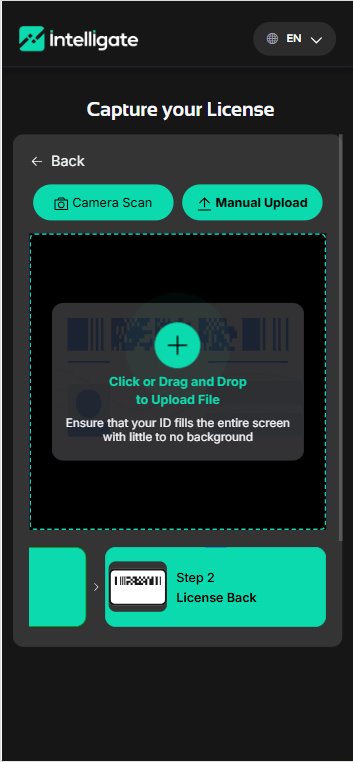 intelligate
EN
Capture your License
Back
Camera Scan
Manual Upload
Click or Drag and Drop
to Upload File
Ensure that your ID fills the entire screen
with little to no background
Step 2
License Back